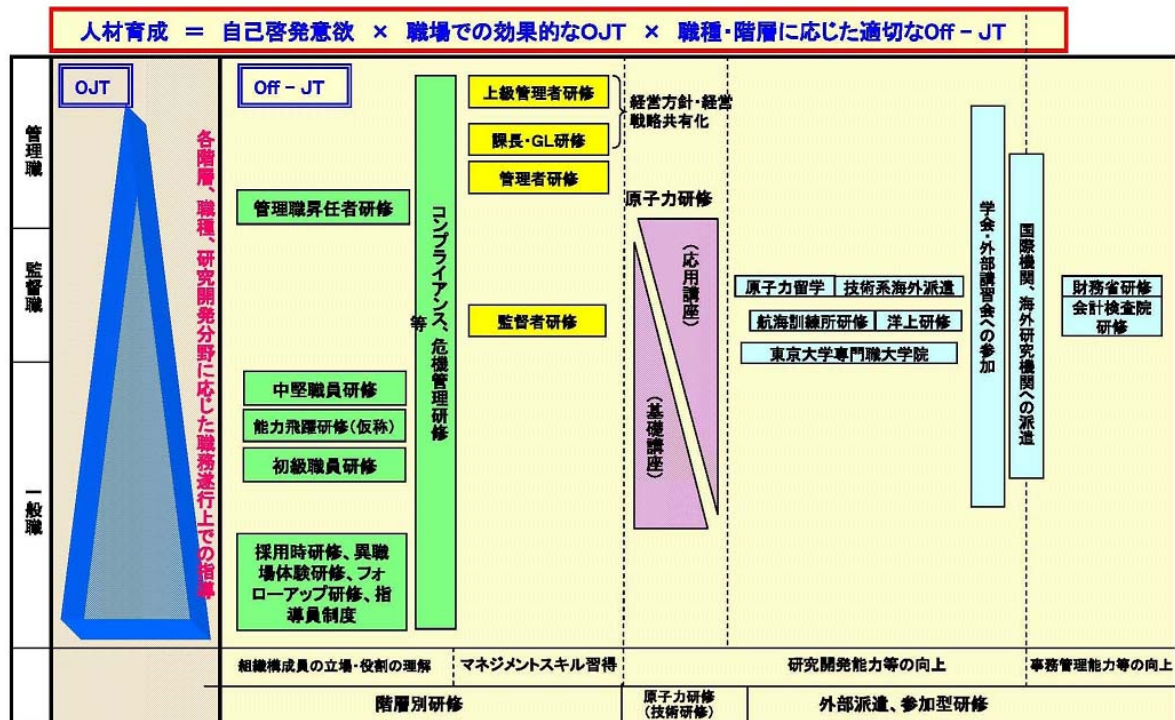 人材育成 ＝ 自己啓発意欲 × 職場での効果的なOJT × 職種・階層に応じた適切なOff－JT
OJT
Off－JT
管理職
監督職
一般職
各階層、職種、研究開発分野に応じた職務遂行上での指導
管理職昇任者研修
中堅職員研修
能力飛躍研修(仮称)
初級職員研修
採用時研修、異職
場体験研修、フォ
ローアップ研修、指
導員制度
コンプライアンス、危機管理研修
等
上級管理者研修
課長・GL研修
管理者研修
監督者研修
経営方針・経営
戦略共有化
原子力研修
(応用講座)
(基礎講座)
原子力留学
技術系海外派遣
航海訓練所研修
洋上研修
東京大学専門職大学院
学会・外部講習会への参加
国際機関、海外研究機関への派遣
財務省研修
会計検査院
研修
組織構成員の立場・役割の理解
マネジメントスキル習得
研究開発能力等の向上
事務管理能力等の向上
階層別研修
原子力研修
(技術研修)
外部派遣、参加型研修